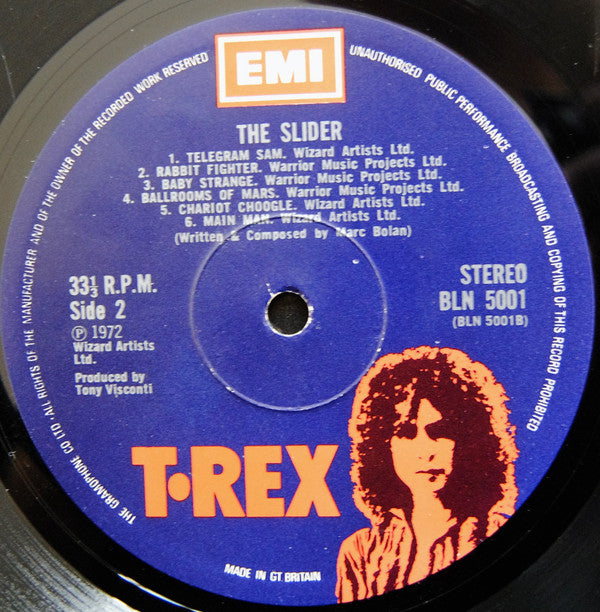 EMI
THE GRAMOPHONE CO LTD · ALL RIGHTS OF THE MANUFACTURER AND OF THE OWNER OF THE RECORDED WORK RESERVED
UNAUTHORISED PUBLIC PERFORMANCE BROADCASTING AND COPYING OF THIS RECORD PROHIBITED
THE SLIDER
1. TELEGRAM SAM. Wizard Artists Ltd.
2. RABBIT FIGHTER. Warrior Music Projects Ltd.
3. BABY STRANGE. Warrior Music Projects Ltd.
4. BALLROOMS OF MARS. Warrior Music Projects Ltd.
5. CHARIOT CHOOGLE. Wizard Artists Ltd.
6. MAIN MAN. Wizard Artists Ltd.
(Written & Composed by Marc Bolan)
33⅓ R.P.M.
Side 2
℗ 1972
Wizard Artists
Ltd.
Produced by
Tony Visconti
STEREO
BLN 5001
(BLN 5001B)
T·REX
MADE IN GT. BRITAIN